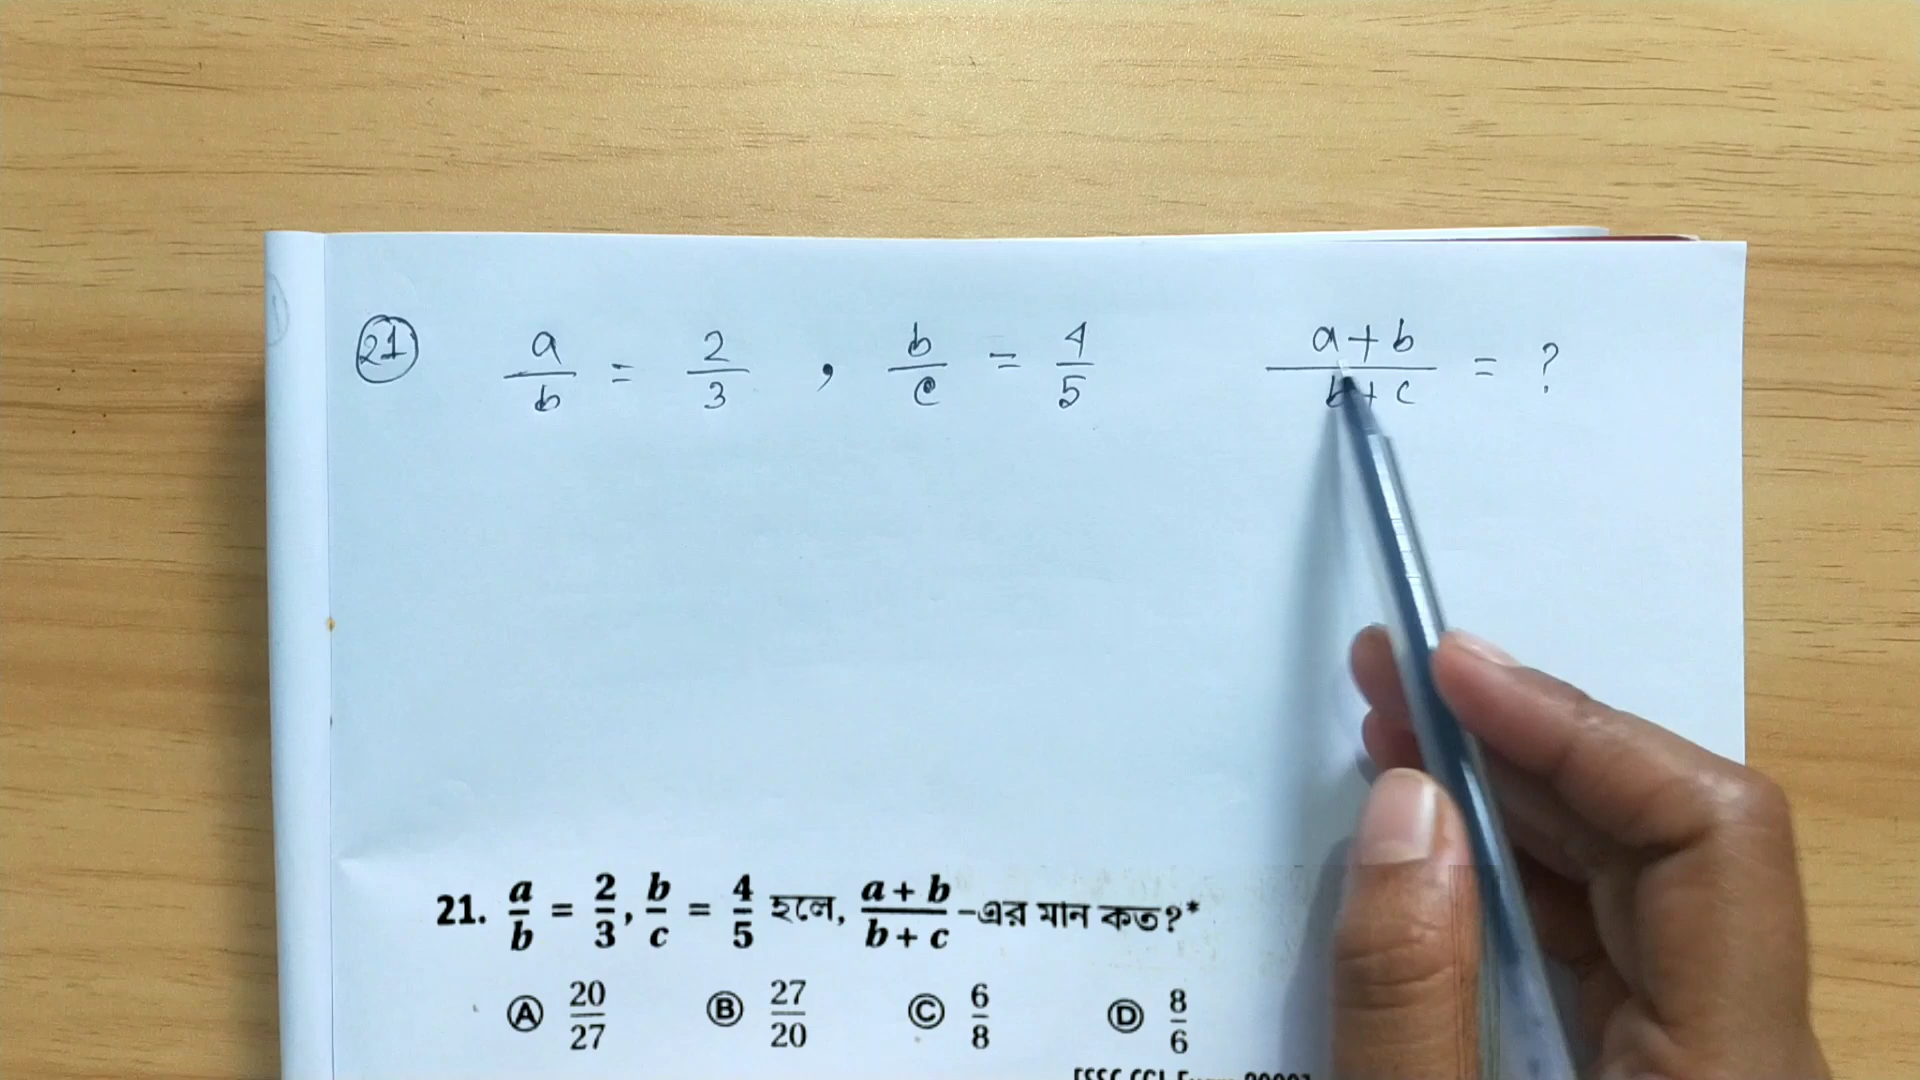 21 a/b = 2/3 , b/c = 4/5 a+b/b+c = ?
21. a/b = 2/3, b/c = 4/5 হলে, a + b/b + c –এর মান কত?*
A 20/27 B 27/20 C 6/8 D 8/6